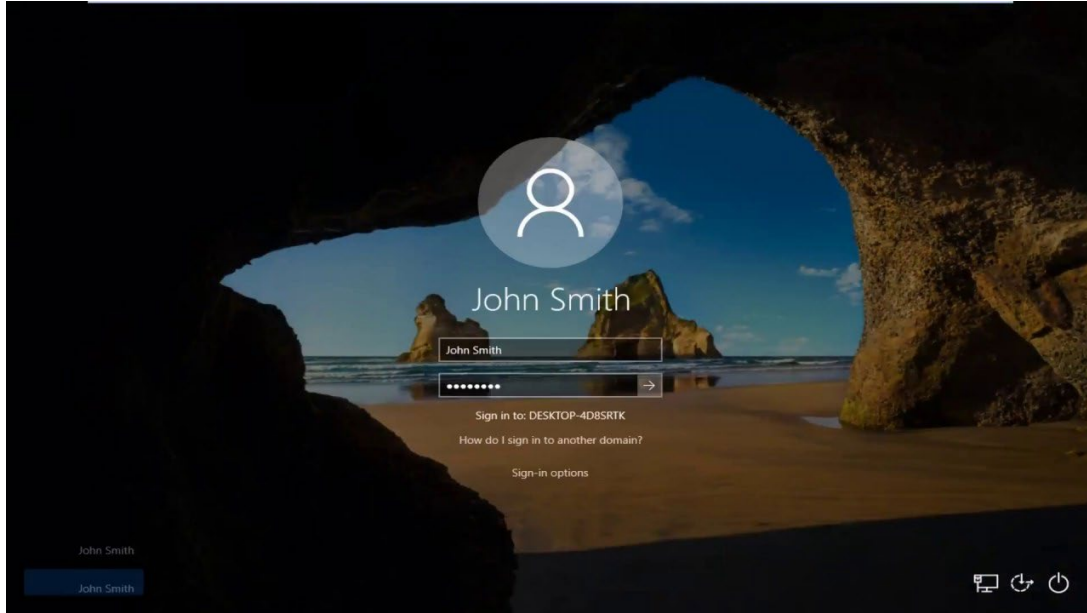 John Smith
John Smith
••••••••
Sign in to: DESKTOP-4D8SRTK
How do I sign in to another domain?
Sign-in options
John Smith
John Smith